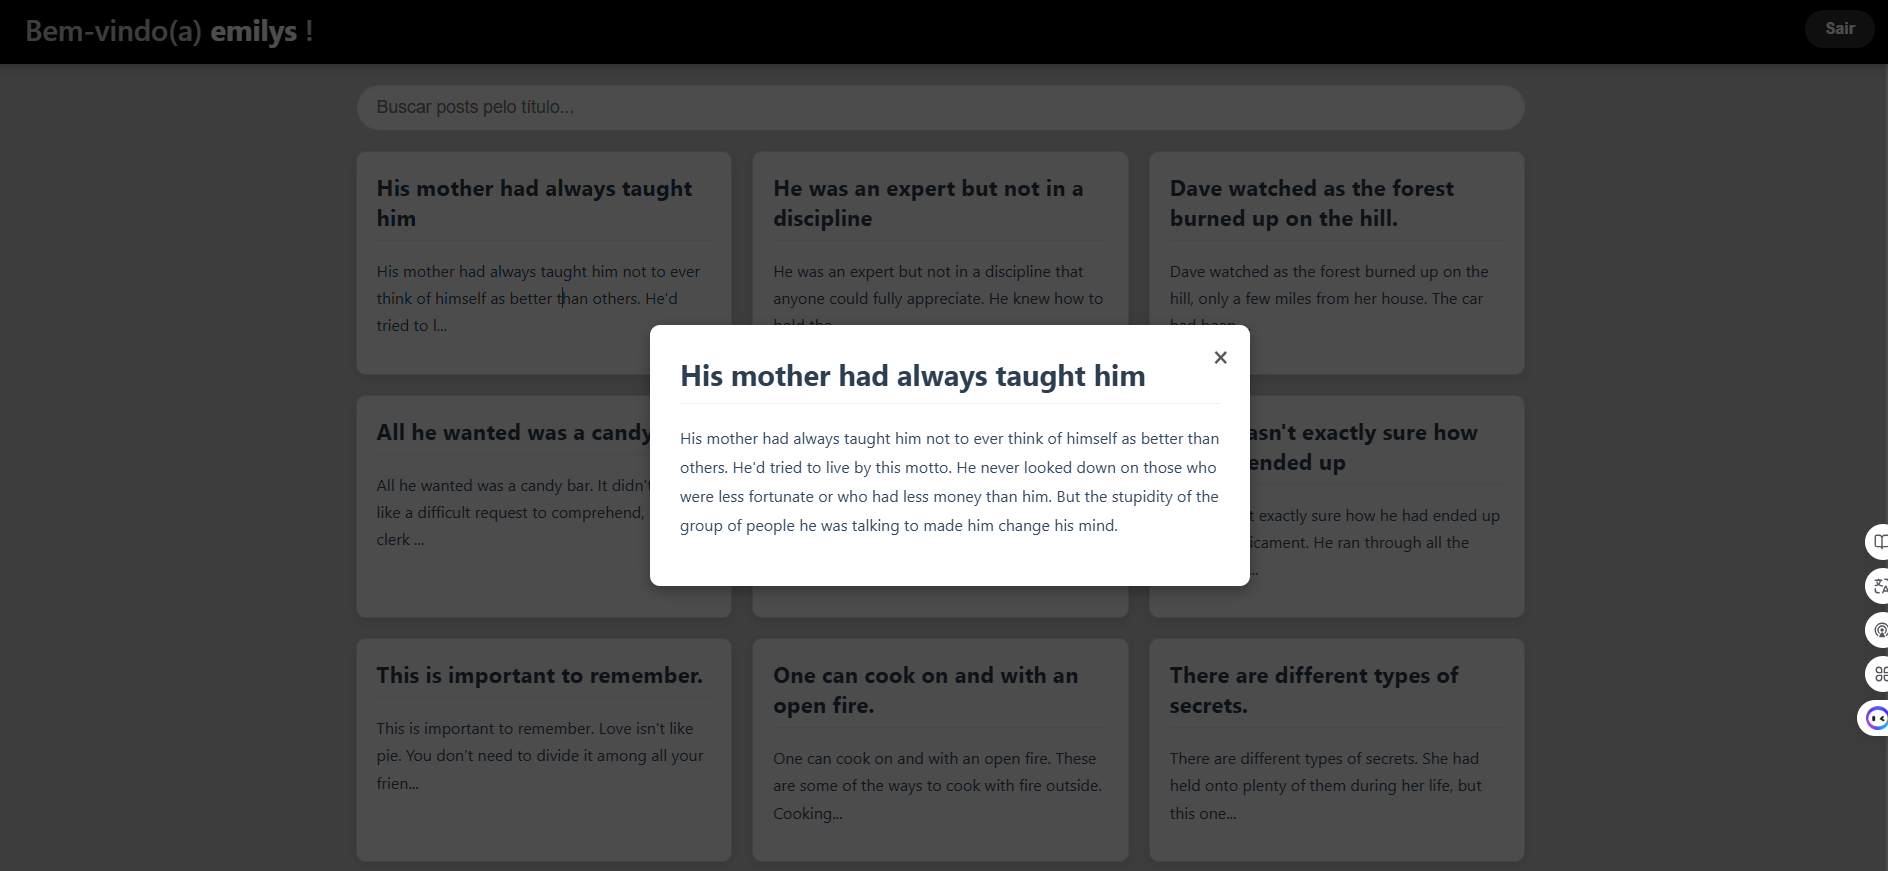 Bem-vindo(a) emilys !
Sair
Buscar posts pelo título...
His mother had always taught
him
His mother had always taught him not to ever
think of himself as better than others. He'd
tried to l...
He was an expert but not in a
discipline
He was an expert but not in a discipline that
anyone could fully appreciate. He knew how to
hold the...
Dave watched as the forest
burned up on the hill.
Dave watched as the forest burned up on the
hill, only a few miles from her house. The car
had been...
×
His mother had always taught him
His mother had always taught him not to ever think of himself as better than
others. He'd tried to live by this motto. He never looked down on those who
were less fortunate or who had less money than him. But the stupidity of the
group of people he was talking to made him change his mind.
All he wanted was a candy
All he wanted was a candy bar. It didn't
like a difficult request to comprehend,
clerk ...
asn't exactly sure how
ended up
t exactly sure how he had ended up
icament. He ran through all the
...
This is important to remember.
This is important to remember. Love isn't like
pie. You don't need to divide it among all your
frien...
One can cook on and with an
open fire.
One can cook on and with an open fire. These
are some of the ways to cook with fire outside.
Cooking...
There are different types of
secrets.
There are different types of secrets. She had
held onto plenty of them during her life, but
this one...